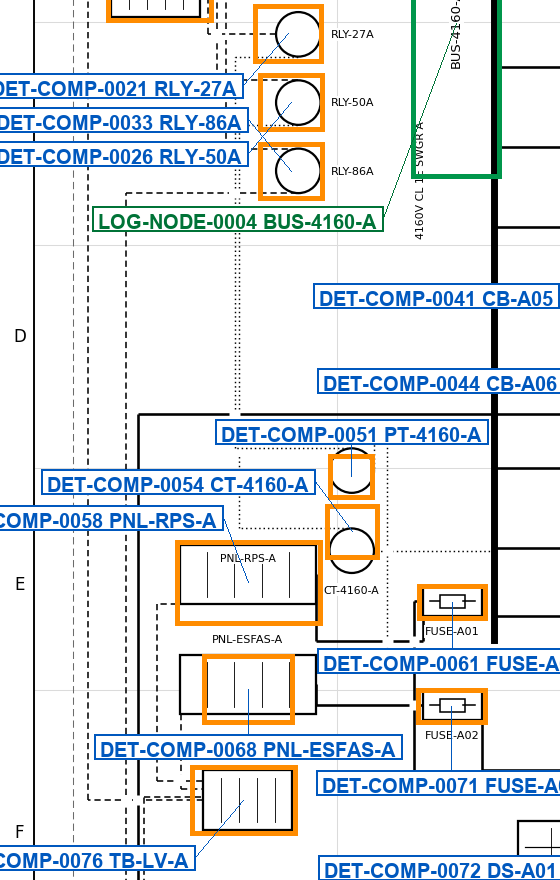 RLY-27A
BUS-4160-
DET-COMP-0021 RLY-27A
RLY-50A
DET-COMP-0033 RLY-86A
DET-COMP-0026 RLY-50A
RLY-86A
4160V CL 1E SWGR A
LOG-NODE-0004 BUS-4160-A
DET-COMP-0041 CB-A05
D
DET-COMP-0044 CB-A06
DET-COMP-0051 PT-4160-A
DET-COMP-0054 CT-4160-A
COMP-0058 PNL-RPS-A
PNL-RPS-A
E
CT-4160-A
FUSE-A01
PNL-ESFAS-A
DET-COMP-0061 FUSE-A
FUSE-A02
DET-COMP-0068 PNL-ESFAS-A
DET-COMP-0071 FUSE-A0
F
COMP-0076 TB-LV-A
DET-COMP-0072 DS-A01